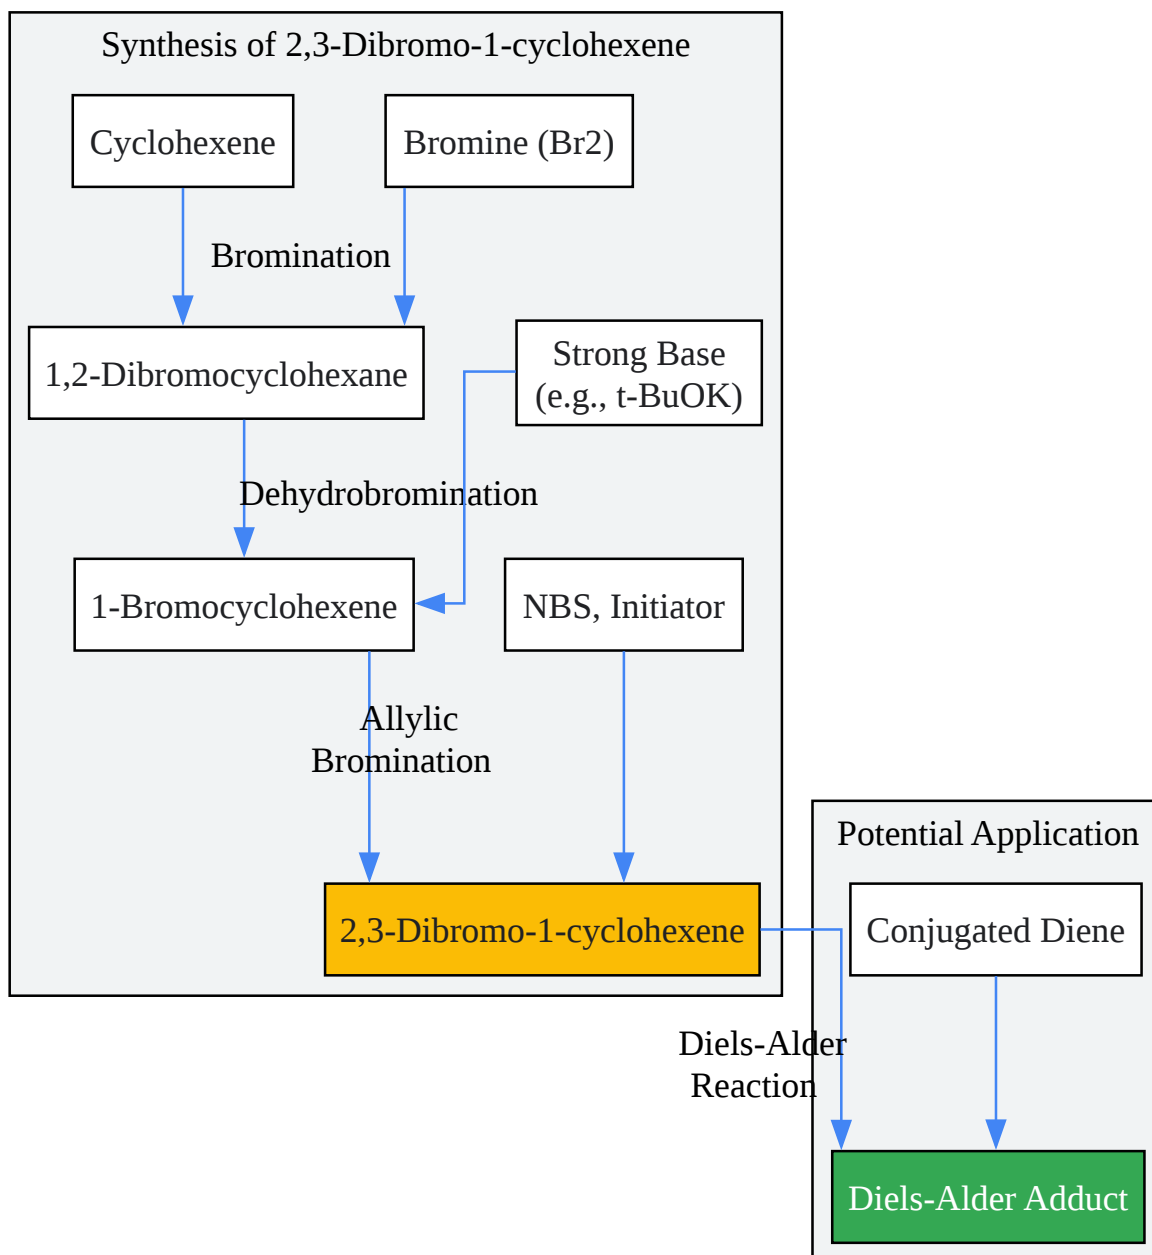 Synthesis of 2,3-Dibromo-1-cyclohexene
Cyclohexene
Bromine (Br2)
Bromination
1,2-Dibromocyclohexane
Strong Base
(e.g., t-BuOK)
Dehydrobromination
1-Bromocyclohexene
NBS, Initiator
Allylic
Bromination
2,3-Dibromo-1-cyclohexene
Potential Application
Conjugated Diene
Diels-Alder
Reaction
Diels-Alder Adduct